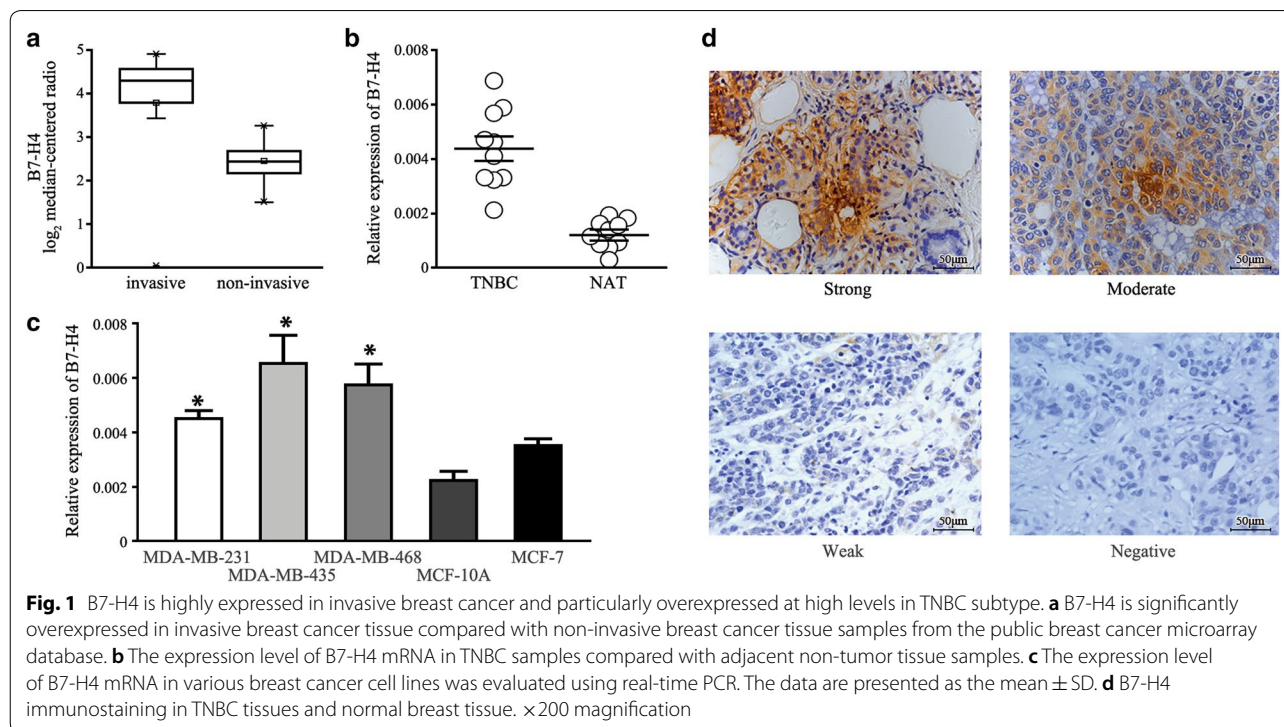 a
B7-H4
log2 median-centered radio
5
4
3
2
1
0
invasive
non-invasive
b
Relative expression of B7-H4
0.008
0.006
0.004
0.002
0
TNBC
NAT
c
Relative expression of B7-H4
0.008
0.006
0.004
0.002
0
*
*
*
MDA-MB-231
MDA-MB-435
MDA-MB-468
MCF-10A
MCF-7
d
50μm
Strong
50μm
Moderate
50μm
Weak
50μm
Negative
Fig. 1 B7-H4 is highly expressed in invasive breast cancer and particularly overexpressed at high levels in TNBC subtype. a B7-H4 is significantly
overexpressed in invasive breast cancer tissue compared with non-invasive breast cancer tissue samples from the public breast cancer microarray
database. b The expression level of B7-H4 mRNA in TNBC samples compared with adjacent non-tumor tissue samples. c The expression level
of B7-H4 mRNA in various breast cancer cell lines was evaluated using real-time PCR. The data are presented as the mean ± SD. d B7-H4
immunostaining in TNBC tissues and normal breast tissue. ×200 magnification